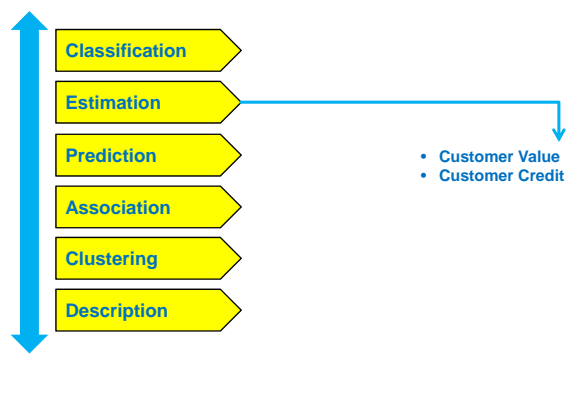 Classification
Estimation
Prediction
Association
Clustering
Description
• Customer Value
• Customer Credit